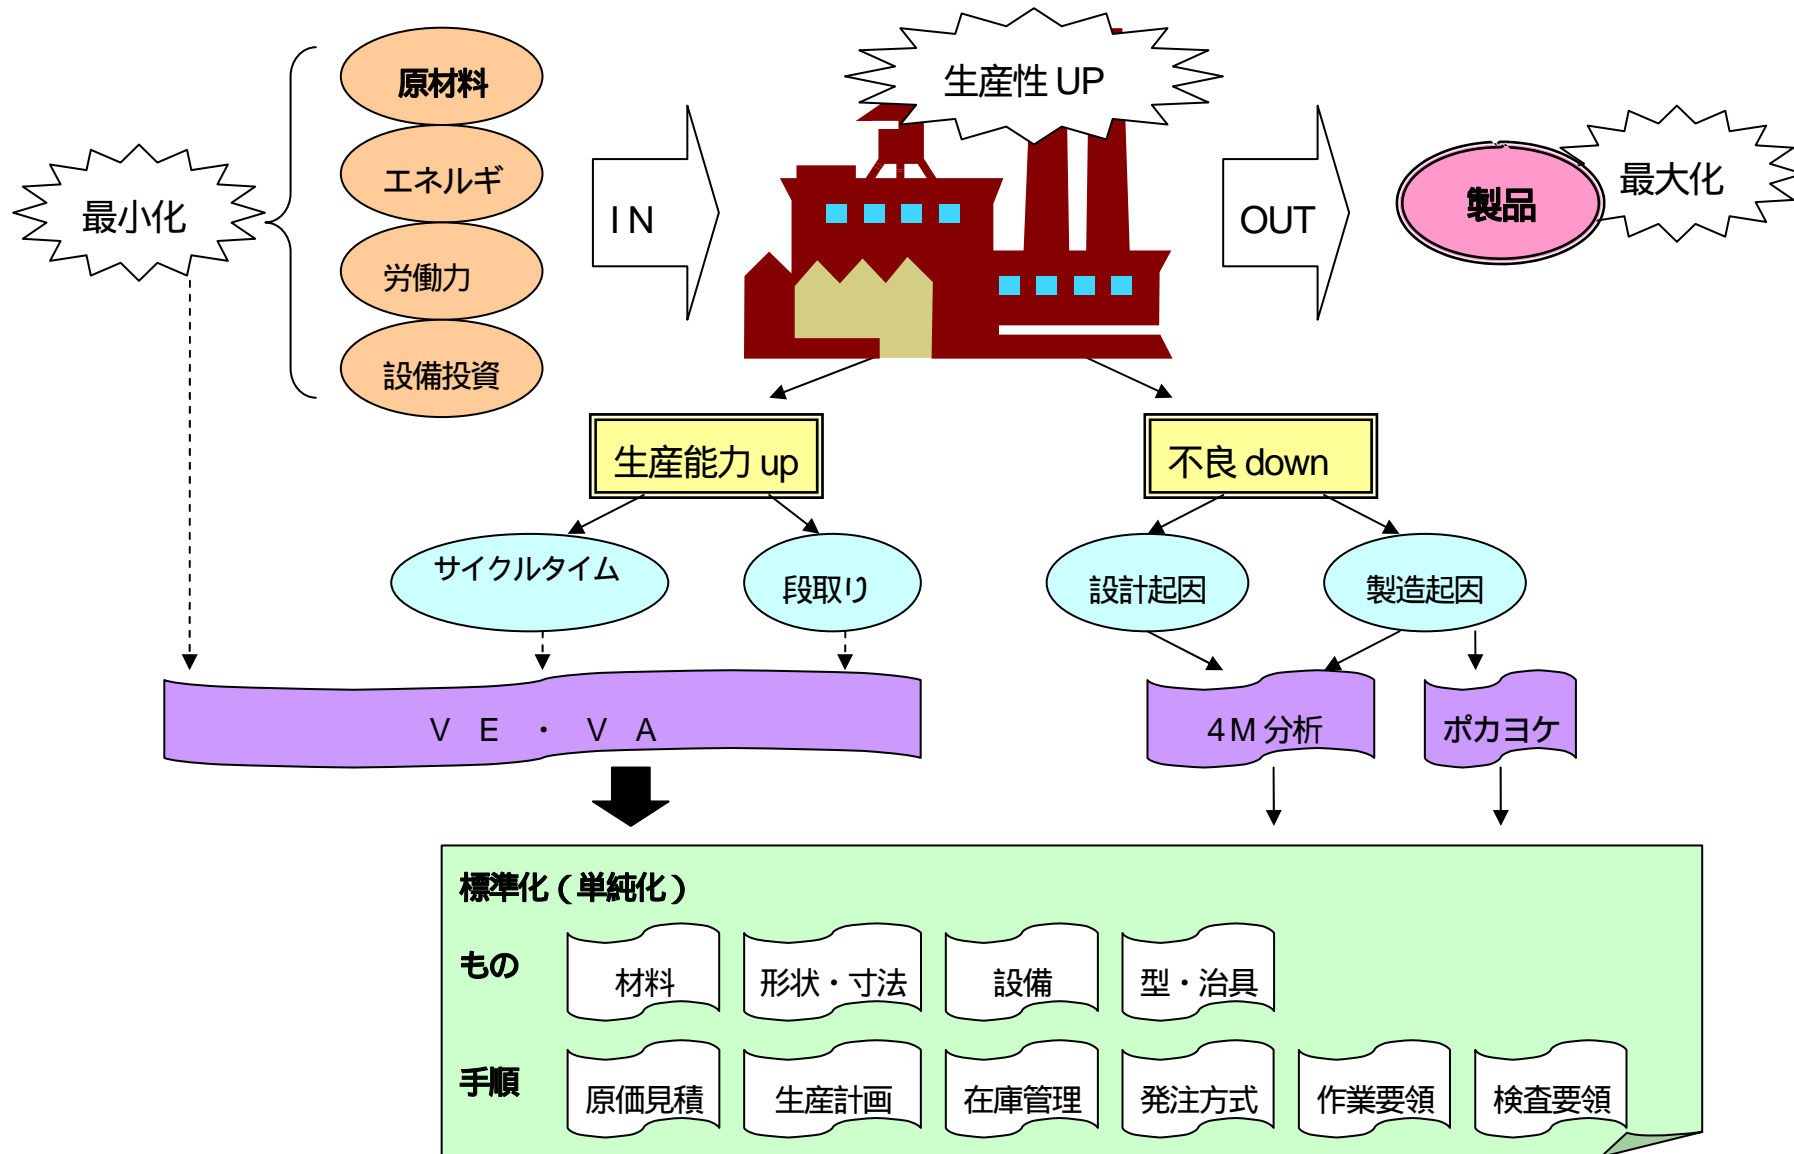 原材料
生産性 UP
エネルギ
最小化
IN
OUT
製品
最大化
労働力
設備投資
生産能力 up
不良 down
サイクルタイム
段取り
設計起因
製造起因
ＶＥ・ＶＡ
4M 分析
ポカヨケ
標準化（単純化）
もの
材料
形状・寸法
設備
型・治具
手順
原価見積
生産計画
在庫管理
発注方式
作業要領
検査要領